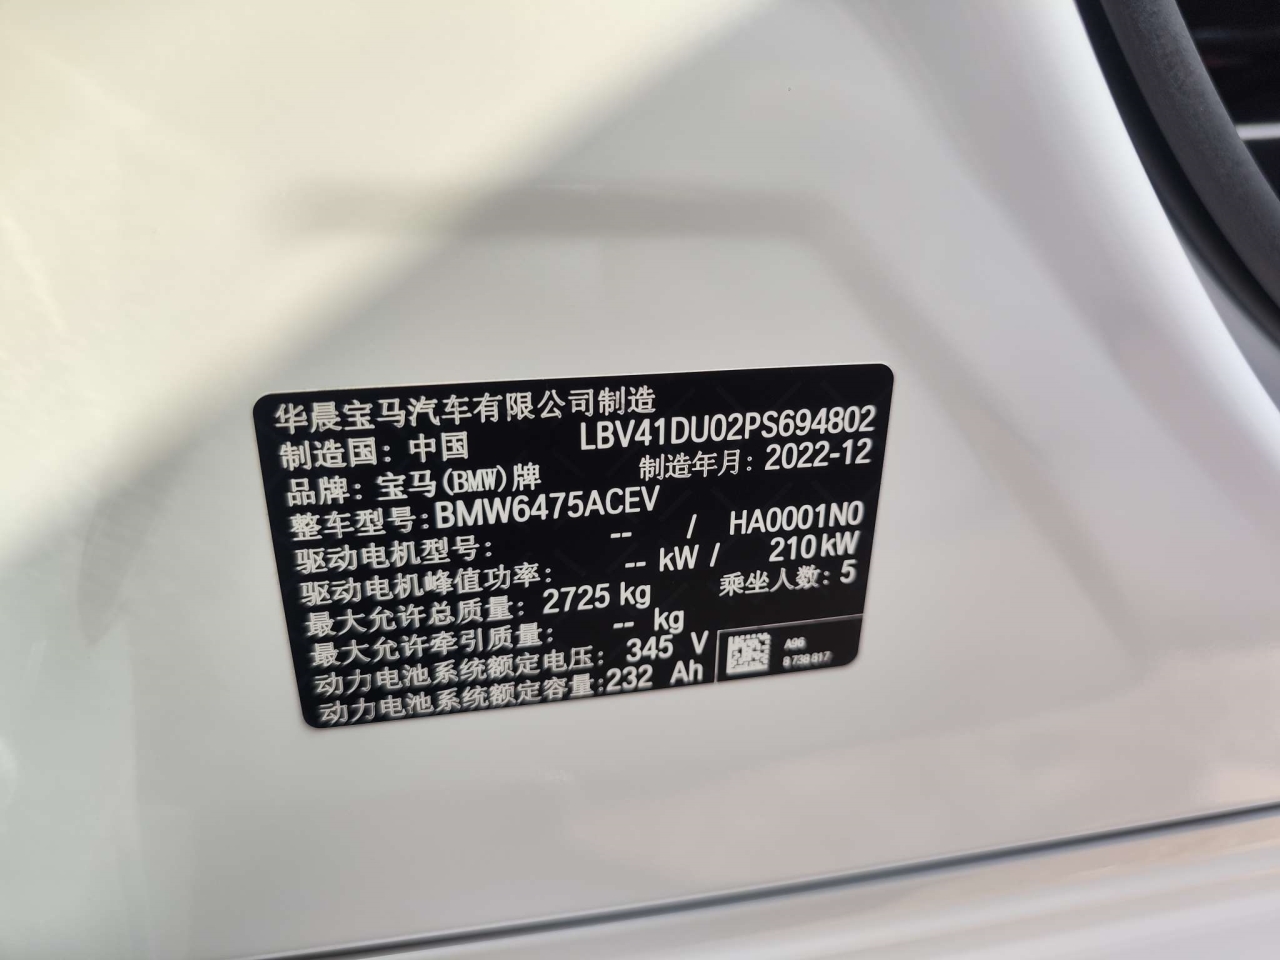 华晨宝马汽车有限公司制造
制造国：中国 LBV41DU02PS694802
品牌：宝马(BMW)牌 制造年月：2022-12
整车型号:BMW6475ACEV
驱动电机型号： -- / HA0001N0
驱动电机峰值功率： -- kW / 210kW
最大允许总质量：2725 kg 乘坐人数：5
最大允许牵引质量： -- kg
动力电池系统额定电压： 345 V
动力电池系统额定容量:232 Ah
A96
8 738 817